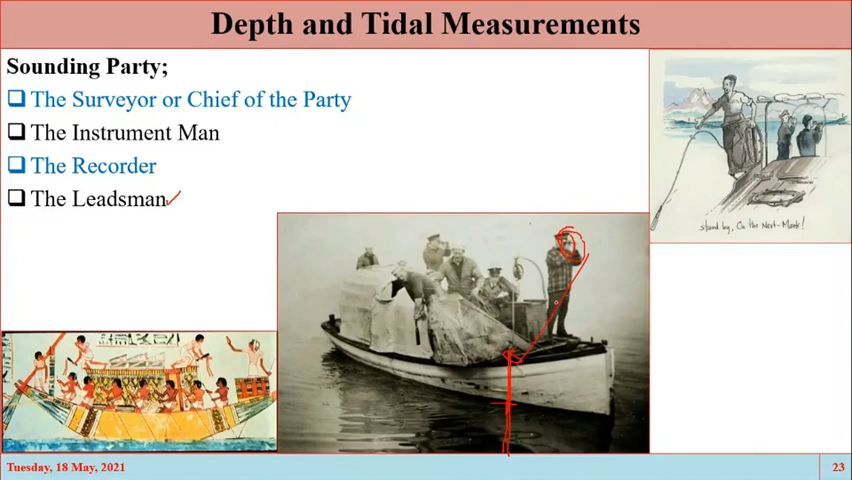 Depth and Tidal Measurements
Sounding Party;
The Surveyor or Chief of the Party
The Instrument Man
The Recorder
The Leadsman
stand by, On the Next-Mark!
Tuesday, 18 May, 2021
23